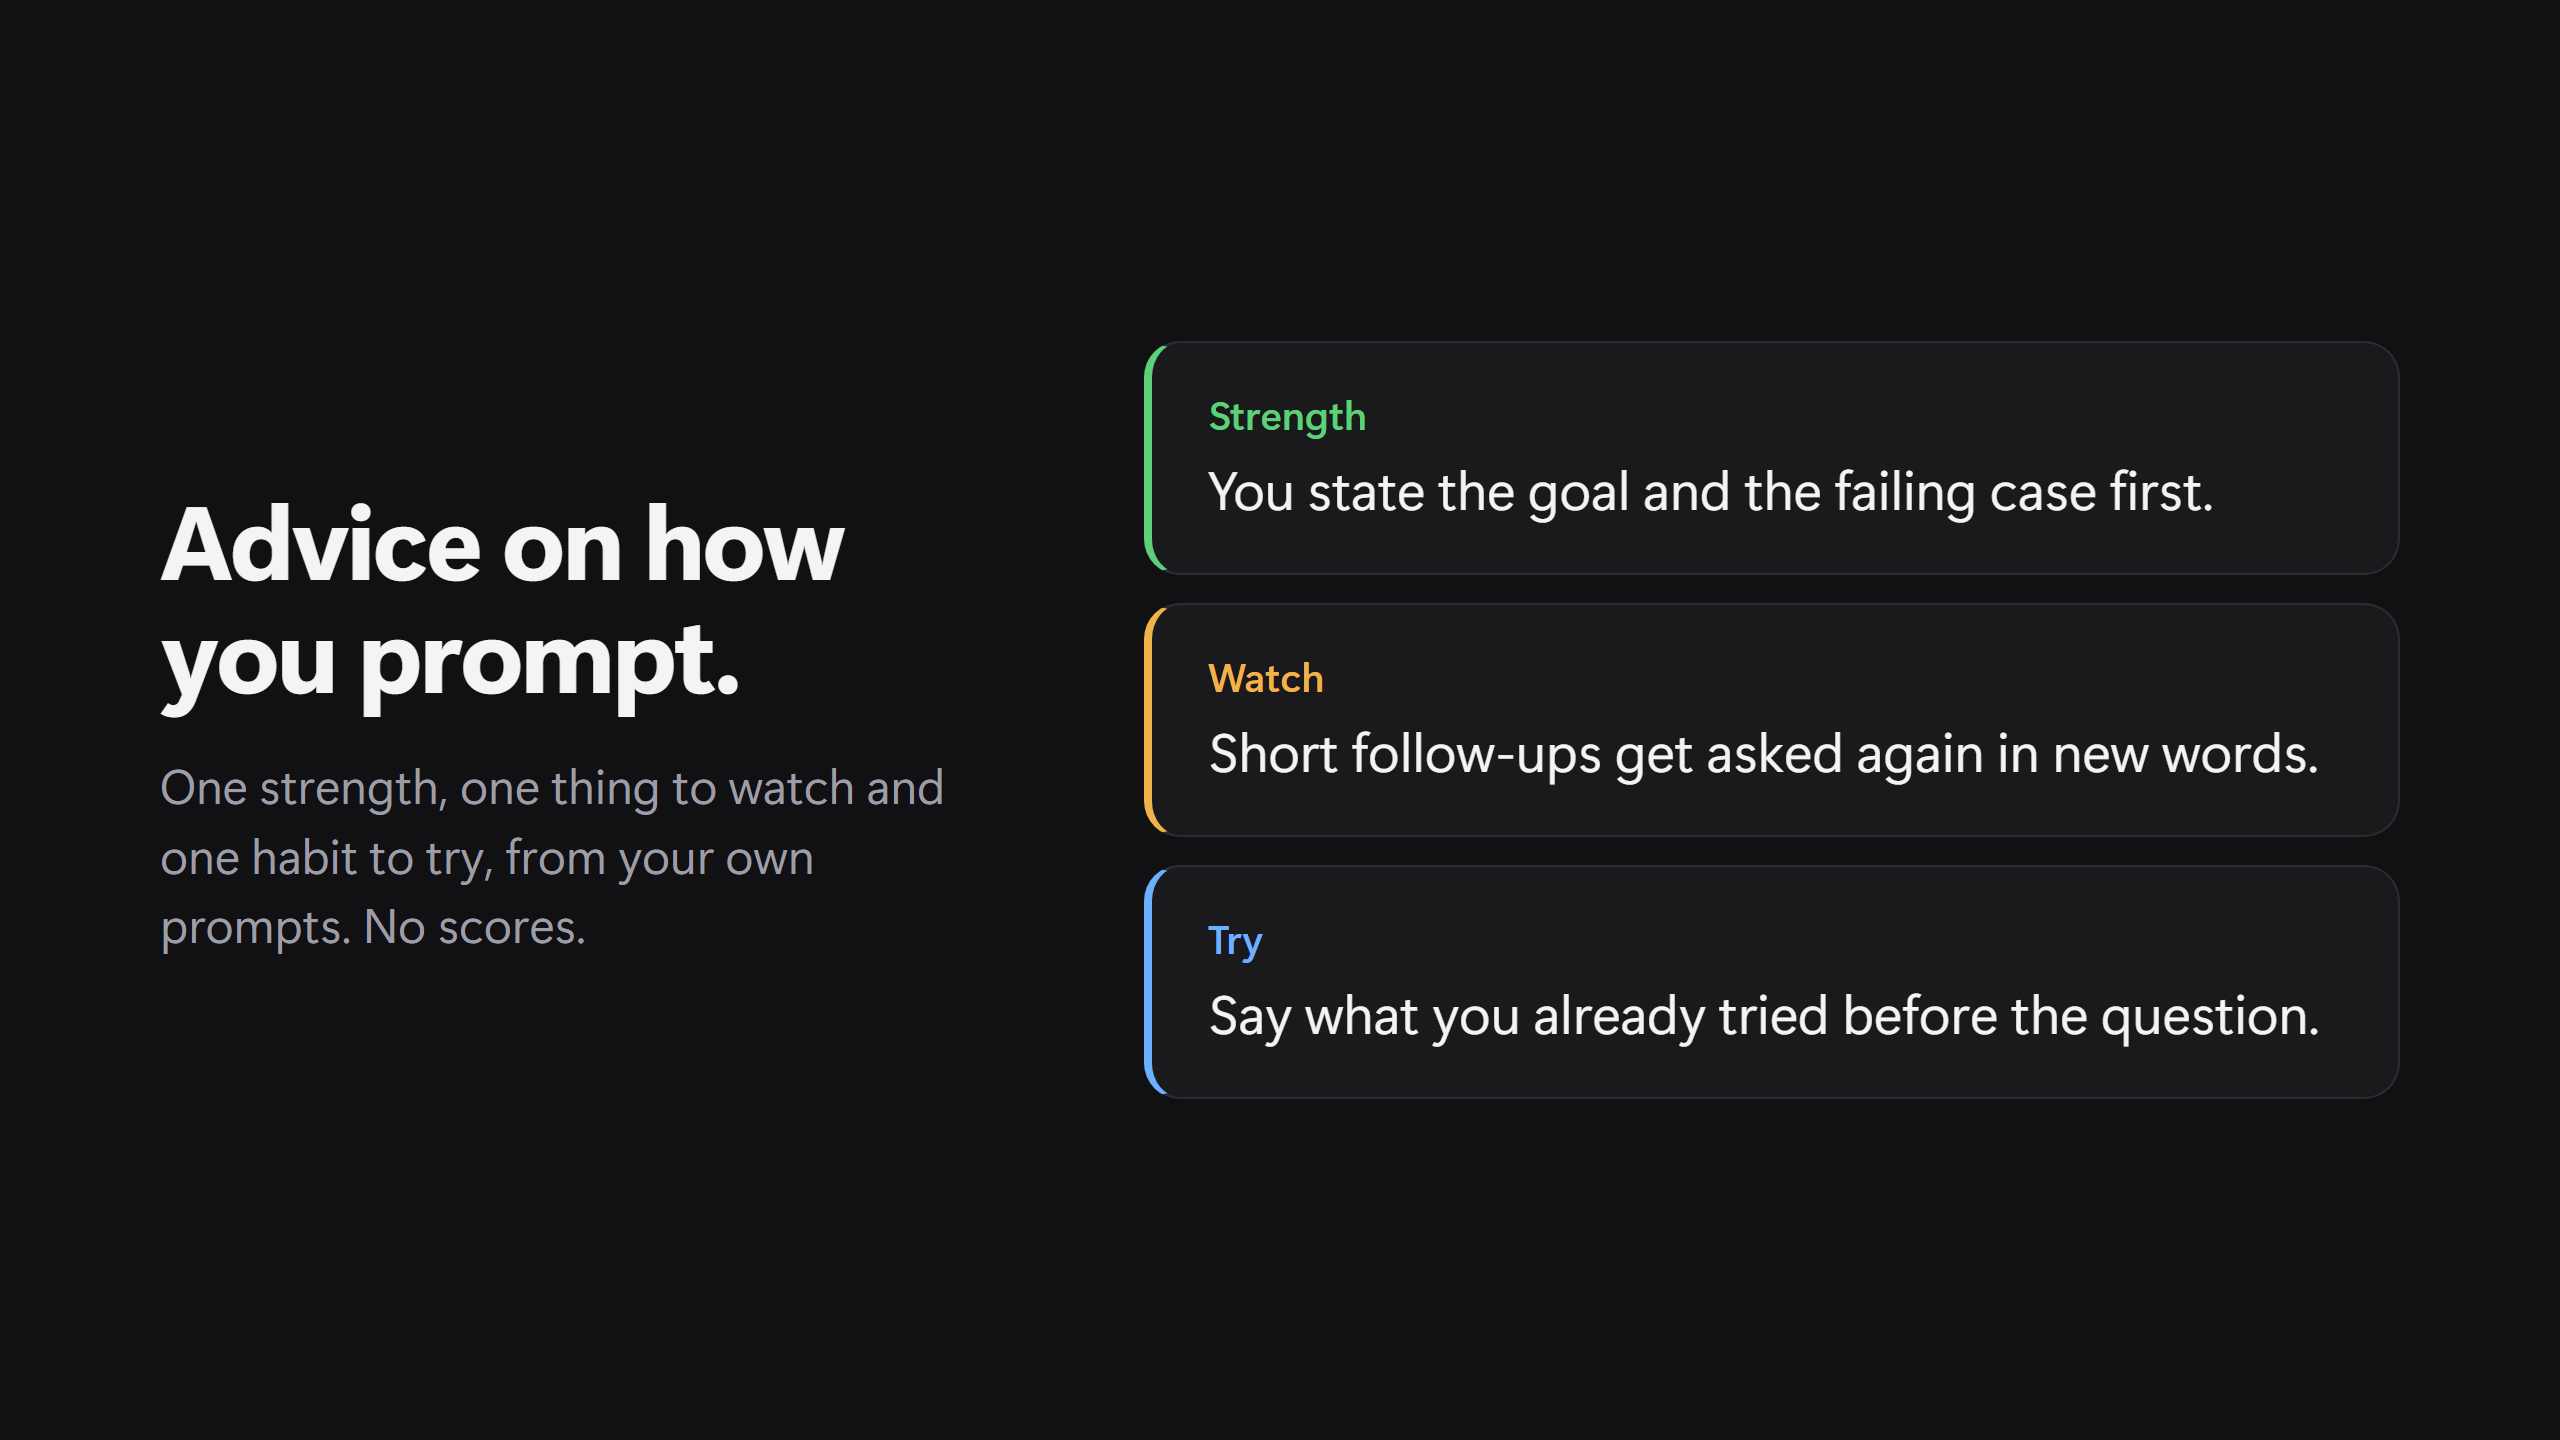 Advice on how
you prompt.
One strength, one thing to watch and
one habit to try, from your own
prompts. No scores.
Strength
You state the goal and the failing case first.
Watch
Short follow-ups get asked again in new words.
Try
Say what you already tried before the question.